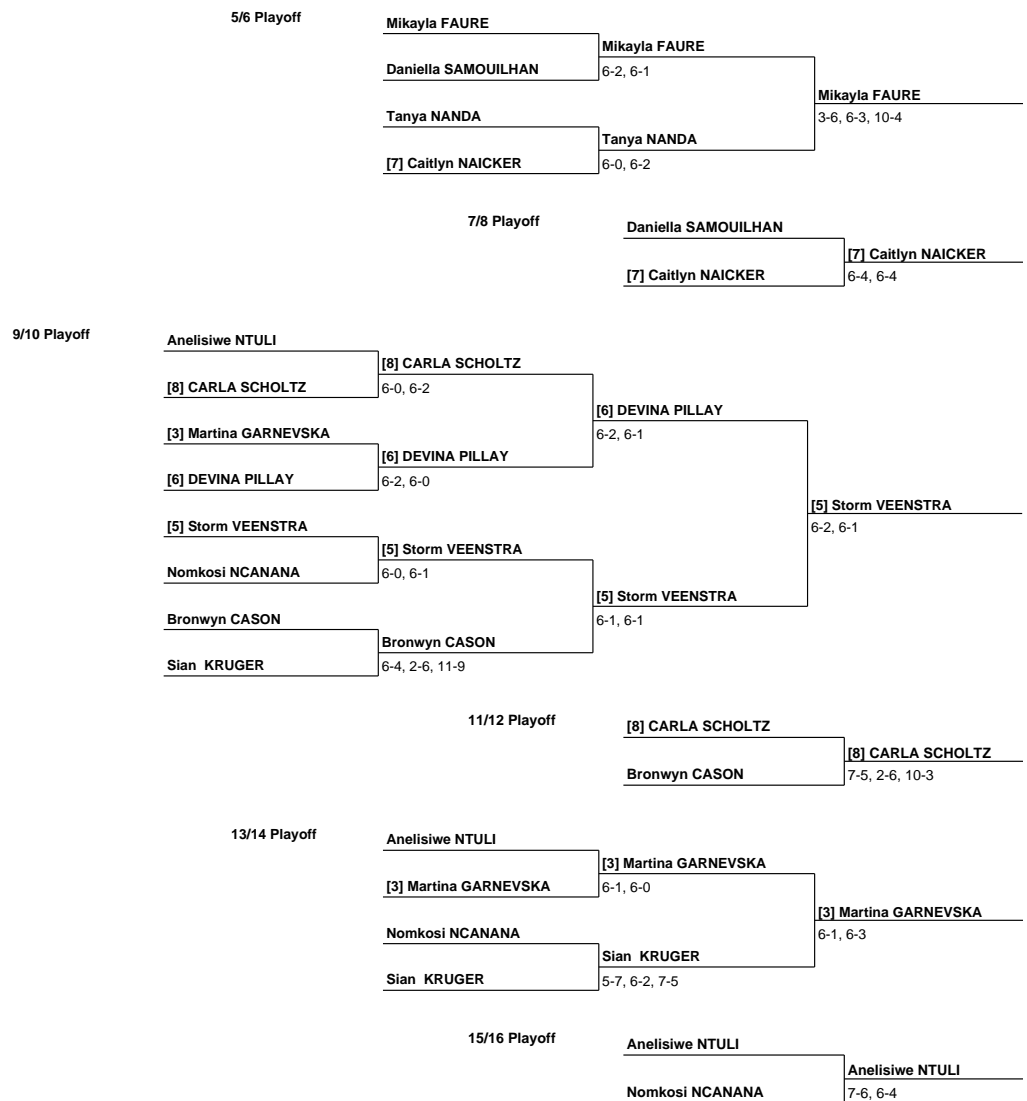 5/6 Playoff
Mikayla FAURE
Mikayla FAURE
Daniella SAMOUILHAN
6-2, 6-1
Mikayla FAURE
Tanya NANDA
3-6, 6-3, 10-4
Tanya NANDA
[7] Caitlyn NAICKER
6-0, 6-2
7/8 Playoff
Daniella SAMOUILHAN
[7] Caitlyn NAICKER
[7] Caitlyn NAICKER
6-4, 6-4
9/10 Playoff
Anelisiwe NTULI
[8] CARLA SCHOLTZ
[8] CARLA SCHOLTZ
6-0, 6-2
[6] DEVINA PILLAY
[3] Martina GARNEVSKA
6-2, 6-1
[6] DEVINA PILLAY
[6] DEVINA PILLAY
6-2, 6-0
[5] Storm VEENSTRA
[5] Storm VEENSTRA
6-2, 6-1
[5] Storm VEENSTRA
Nomkosi NCANANA
6-0, 6-1
[5] Storm VEENSTRA
Bronwyn CASON
6-1, 6-1
Bronwyn CASON
Sian KRUGER
6-4, 2-6, 11-9
11/12 Playoff
[8] CARLA SCHOLTZ
[8] CARLA SCHOLTZ
Bronwyn CASON
7-5, 2-6, 10-3
13/14 Playoff
Anelisiwe NTULI
[3] Martina GARNEVSKA
[3] Martina GARNEVSKA
6-1, 6-0
[3] Martina GARNEVSKA
Nomkosi NCANANA
6-1, 6-3
Sian KRUGER
Sian KRUGER
5-7, 6-2, 7-5
15/16 Playoff
Anelisiwe NTULI
Anelisiwe NTULI
Nomkosi NCANANA
7-6, 6-4